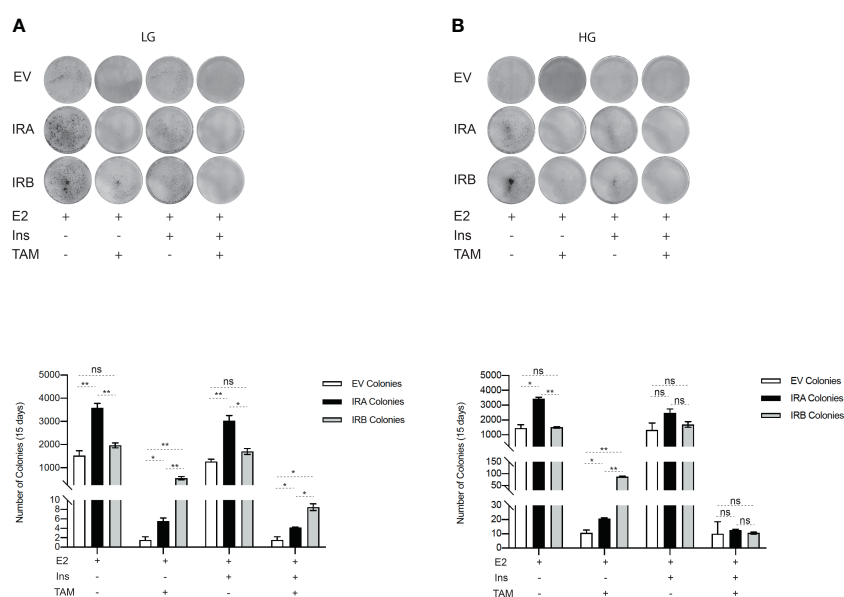 A
LG
EV
IRA
IRB
E2 + + + +
Ins - - + +
TAM - + - +
B
HG
EV
IRA
IRB
E2 + + + +
Ins - - + +
TAM - + - +
Number of Colonies (15 days)
5000
4000
3000
2000
1000
10
8
6
4
2
0
ns
** **
**
* **
ns
** *
*
* *
EV Colonies
IRA Colonies
IRB Colonies
E2 + + + +
Ins - - + +
TAM - + - +
Number of Colonies (15 days)
5000
4000
3000
2000
1000
150
100
50
30
20
10
0
ns
* **
**
* **
ns
ns ns
ns
ns ns
EV Colonies
IRA Colonies
IRB Colonies
E2 + + + +
Ins - - + +
TAM - + - +